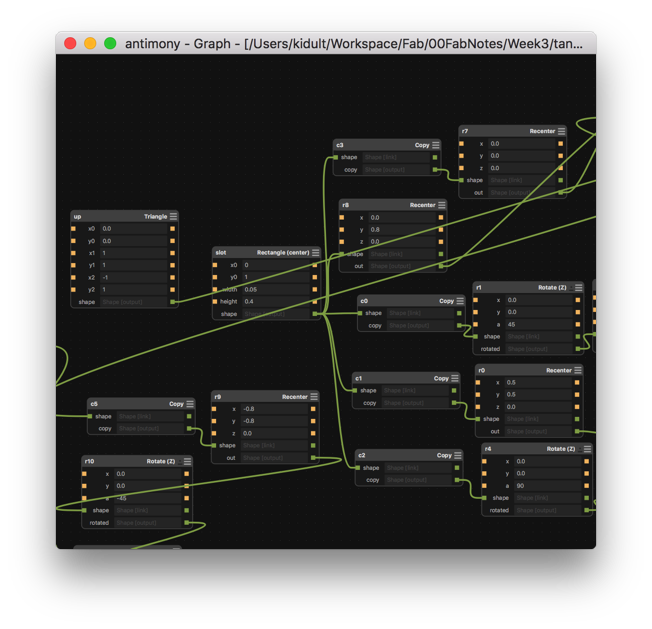 antimony - Graph - [/Users/kidult/Workspace/Fab/00FabNotes/Week3/tan...
r7 Recenter
x 0.0
y 0.0
z 0.0
shape Shape [link]
out Shape [output]
c3 Copy
shape Shape [link]
copy Shape [output]
r8 Recenter
x 0.0
y 0.8
z 0.0
shape Shape [link]
out Shape [output]
up Triangle
x0 0.0
y0 0.0
x1 1
y1 1
x2 -1
y2 1
shape Shape [output]
slot Rectangle (center)
x0 0
y0 1
width 0.05
height 0.4
shape Shape [output]
c0 Copy
shape Shape [link]
copy Shape [output]
r1 Rotate (Z)
x 0.0
y 0.0
a 45
shape Shape [link]
rotated Shape [output]
c1 Copy
shape Shape [link]
copy Shape [output]
r0 Recenter
x 0.5
y 0.5
z 0.0
shape Shape [link]
out Shape [output]
c5 Copy
shape Shape [link]
copy Shape [output]
r9 Recenter
x -0.8
y -0.8
z 0.0
shape Shape [link]
out Shape [output]
c2 Copy
shape Shape [link]
copy Shape [output]
r4 Rotate (Z)
x 0.0
y 0.0
a 90
shape Shape [link]
rotated Shape [output]
r10 Rotate (Z)
x 0.0
y 0.0
a -45
shape Shape [link]
rotated Shape [output]